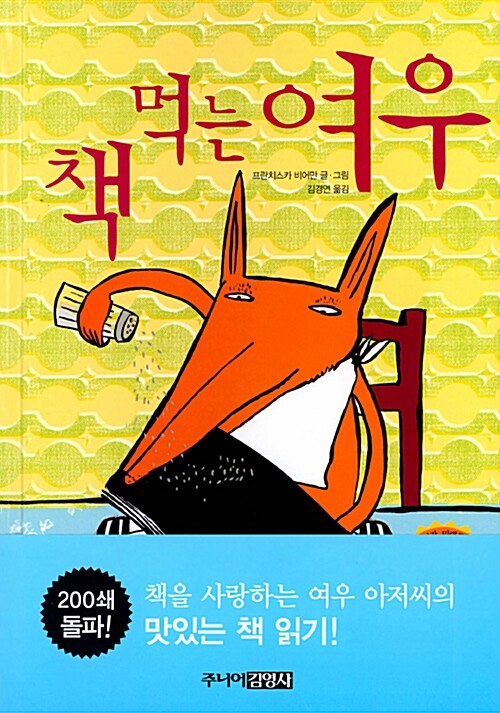 책 먹는 여우
프란치스카 비어만 글·그림
김경연 옮김
200쇄
돌파!
책을 사랑하는 여우 아저씨의
맛있는 책 읽기!
주니어김영사